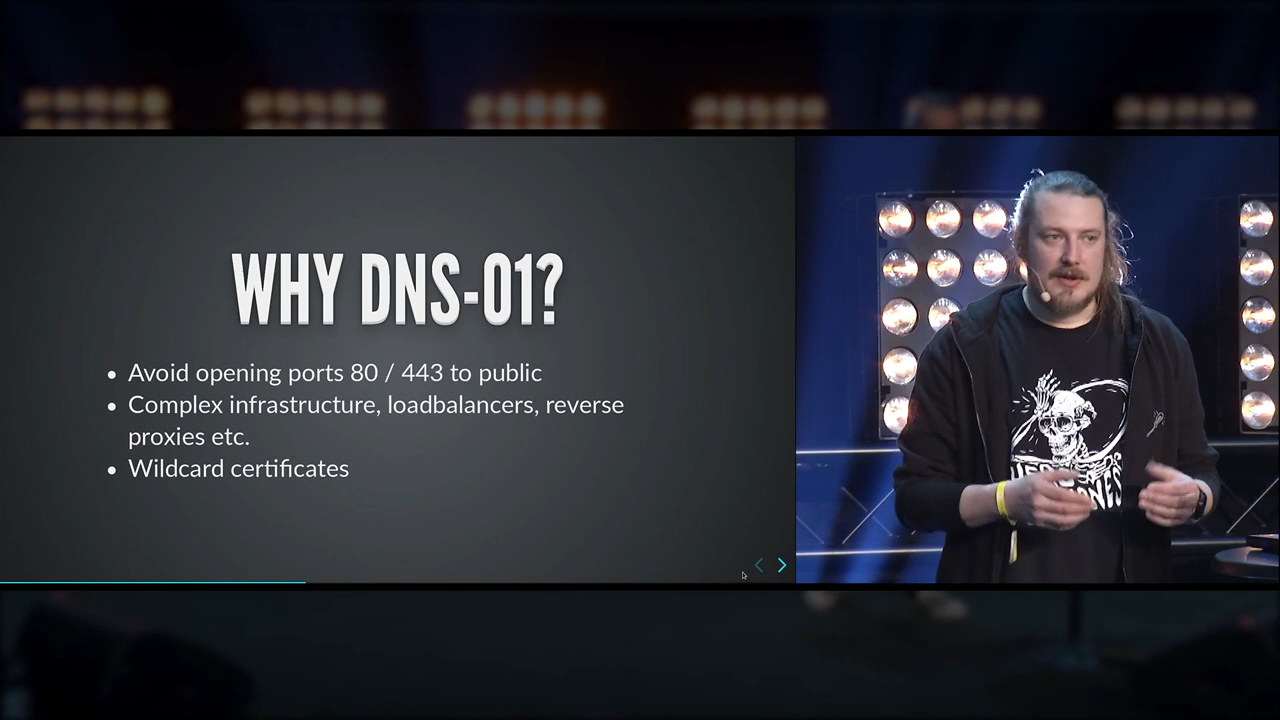 WHY DNS-01?
• Avoid opening ports 80 / 443 to public
• Complex infrastructure, loadbalancers, reverse
proxies etc.
• Wildcard certificates